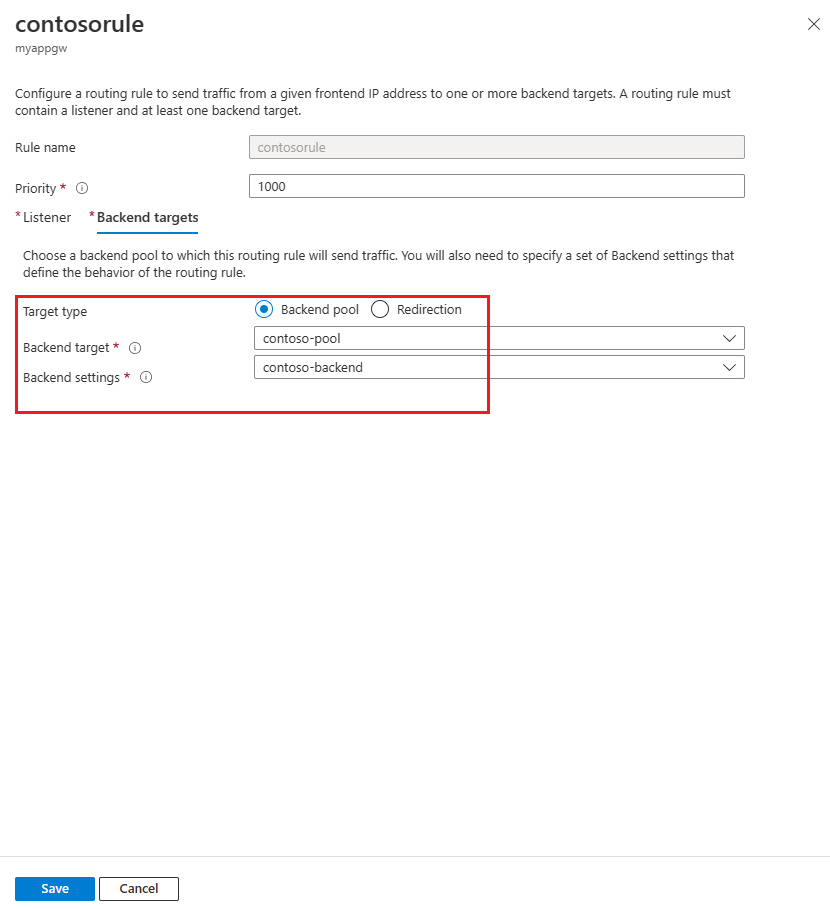 contosorule
myappgw
Configure a routing rule to send traffic from a given frontend IP address to one or more backend targets. A routing rule must
contain a listener and at least one backend target.
Rule name
contosorule
Priority *
1000
* Listener * Backend targets
Choose a backend pool to which this routing rule will send traffic. You will also need to specify a set of Backend settings that
define the behavior of the routing rule.
Target type Backend pool Redirection
Backend target * contoso-pool
Backend settings * contoso-backend
Save Cancel